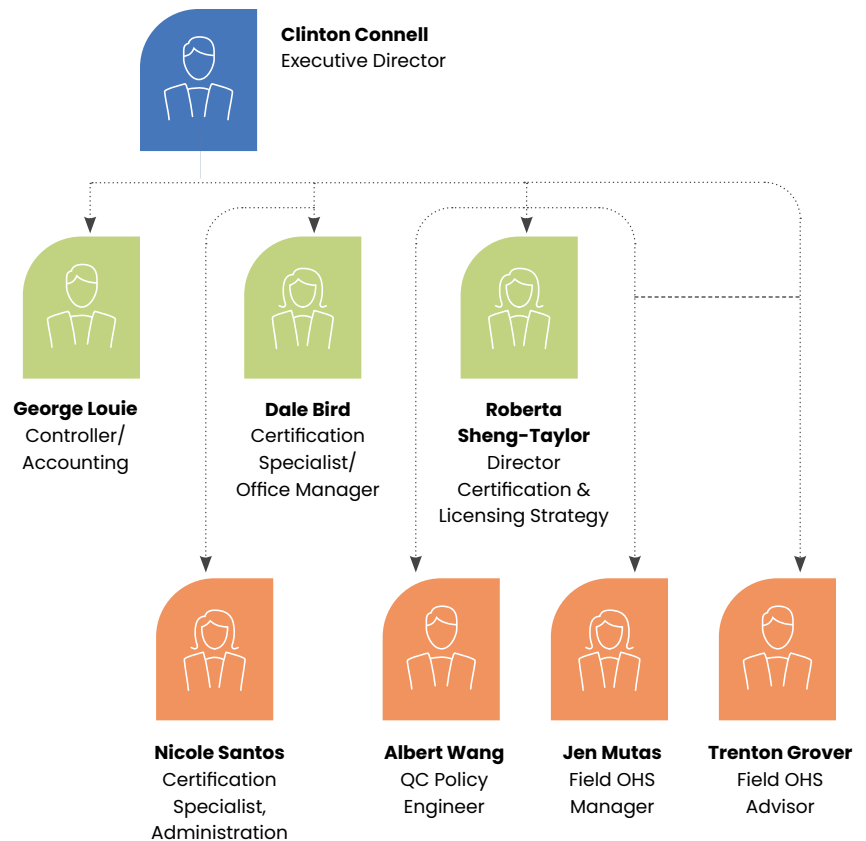 Clinton Connell
Executive Director
George Louie
Controller/
Accounting
Dale Bird
Certification
Specialist/
Office Manager
Roberta
Sheng-Taylor
Director
Certification &
Licensing Strategy
Nicole Santos
Certification
Specialist,
Administration
Albert Wang
QC Policy
Engineer
Jen Mutas
Field OHS
Manager
Trenton Grover
Field OHS
Advisor